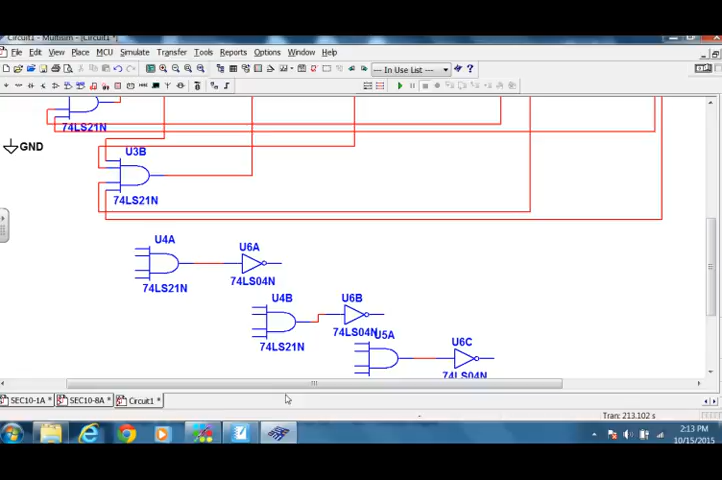 Circuit1 - Multisim - [Circuit1 *]
File Edit View Place MCU Simulate Transfer Tools Reports Options Window Help
--- In Use List ---
74LS21N
GND
U3B
74LS21N
U4A
U6A
74LS21N
74LS04N
U4B
U6B
74LS21N
74LS04N
U5A
U6C
74LS04N
SEC10-1A * SEC10-8A * Circuit1 *
- Tran: 213.102 s
2:13 PM
10/15/2015